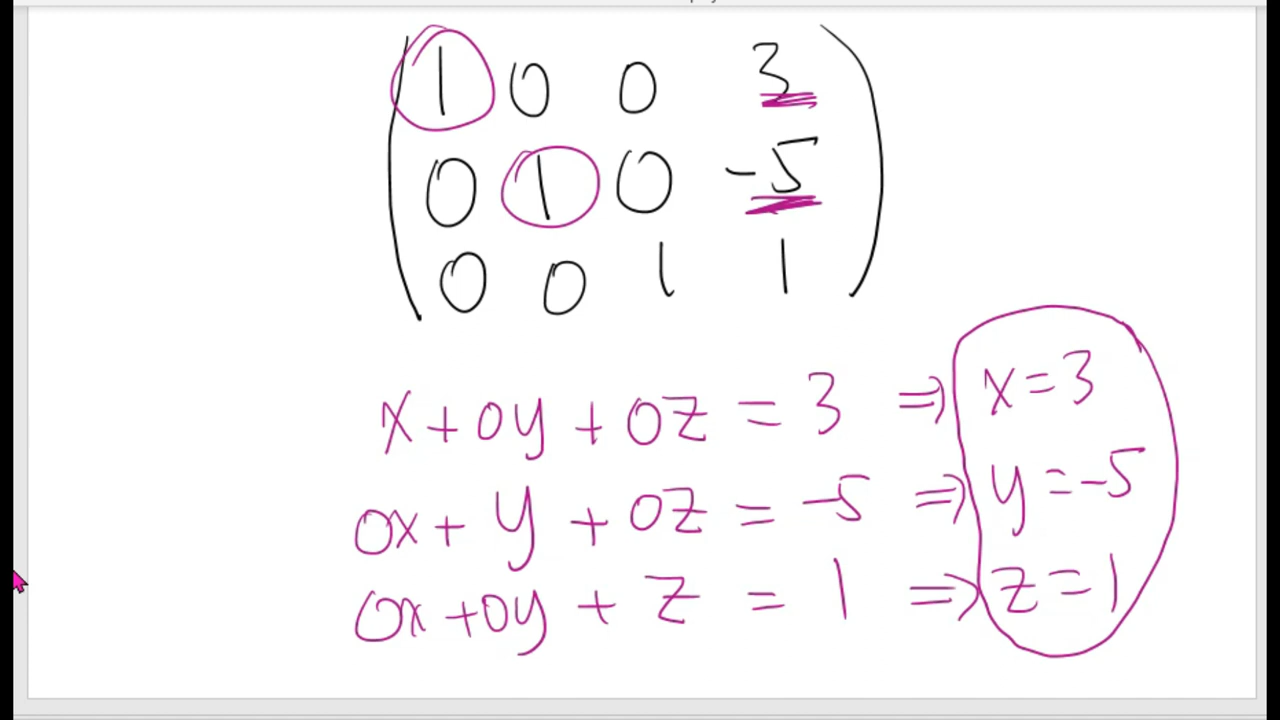 1 0 0 3
0 1 0 -5
0 0 1 1
x+0y+0z = 3 ⇒ x=3
0x+y+0z = -5 ⇒ y=-5
0x+0y+z = 1 ⇒ z=1